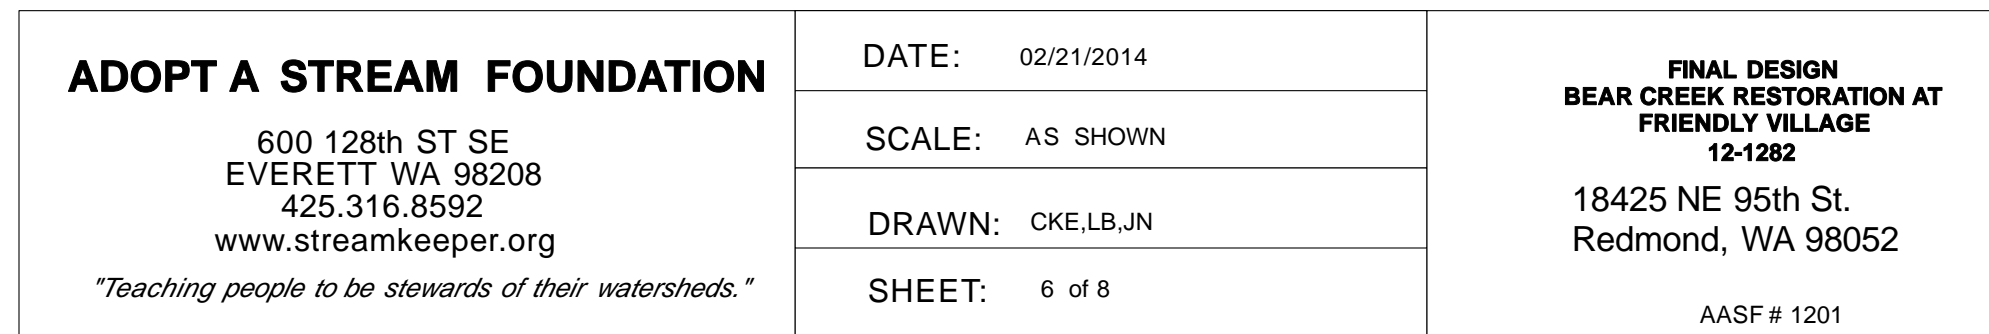 ADOPT A STREAM FOUNDATION
600 128th ST SE
EVERETT WA 98208
425.316.8592
www.streamkeeper.org
"Teaching people to be stewards of their watersheds."
DATE: 02/21/2014
SCALE: AS SHOWN
DRAWN: CKE,LB,JN
SHEET: 6 of 8
FINAL DESIGN
BEAR CREEK RESTORATION AT
FRIENDLY VILLAGE
12-1282
18425 NE 95th St.
Redmond, WA 98052
AASF # 1201